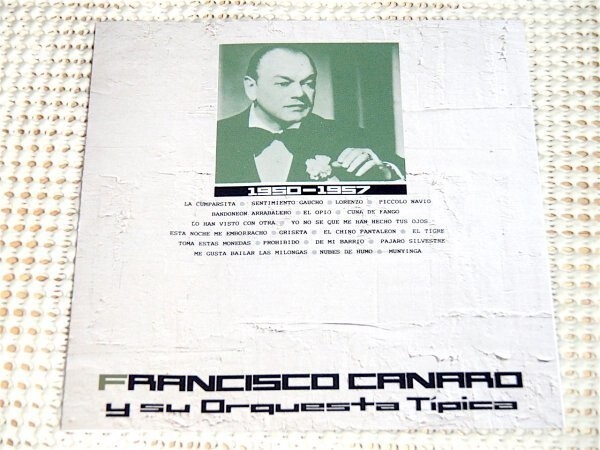 1950-1957
LA CUMPARSITA SENTIMIENTO GAUCHO LORENZO PICCOLO NAVIO
BANDONEON ARRABALERO EL OPIO CUNA DE FANGO
LO HAN VISTO CON OTRA YO NO SE QUE ME HAN HECHO TUS OJOS
ESTA NOCHE ME EMBORRACHO GRISETA EL CHINO PANTALEON EL TIGRE
TOMA ESTAS MONEDAS PROHIBIDO DE MI BARRIO PAJARO SILVESTRE
ME GUSTA BAILAR LAS MILONGAS NUBES DE HUMO MUNYINGA
FRANCISCO CANARO
y su Orquesta Típica